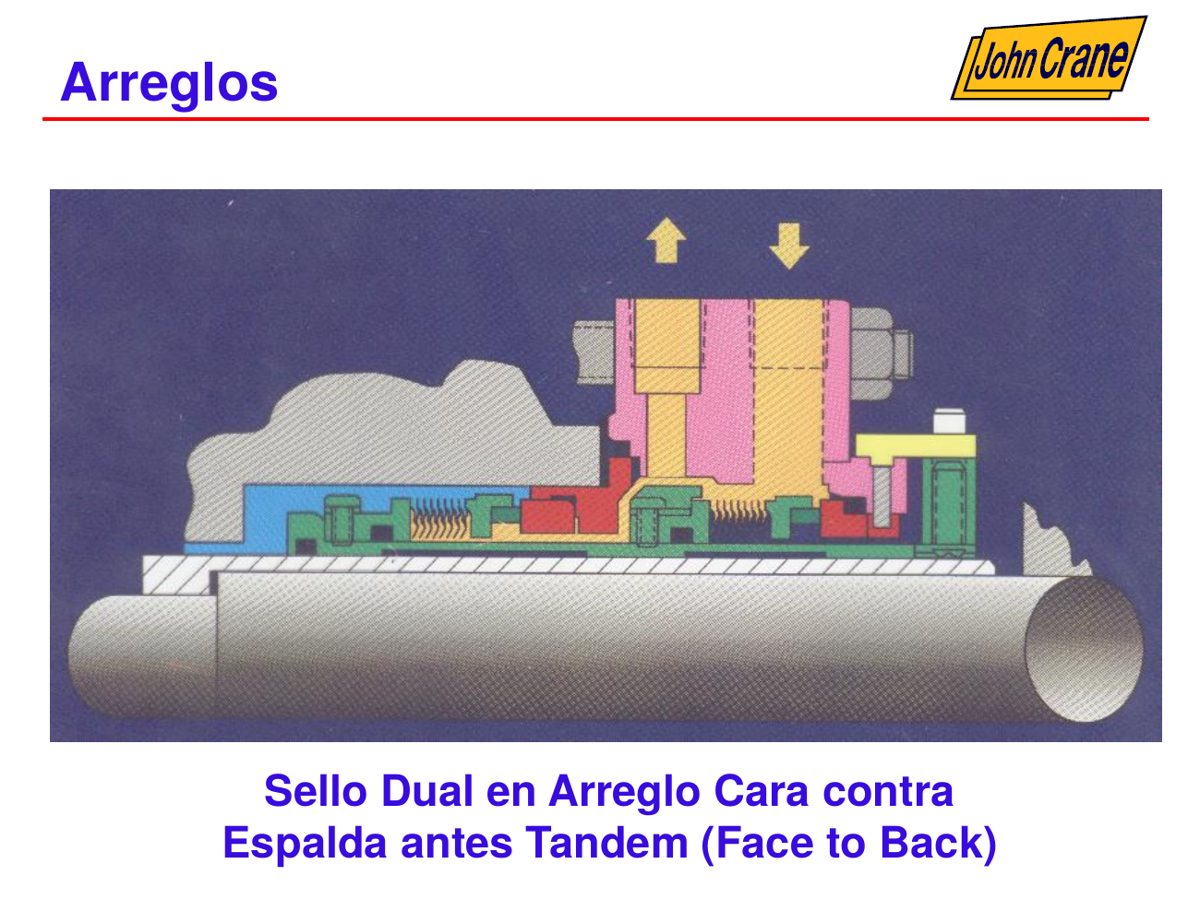 Arreglos
John Crane
Sello Dual en Arreglo Cara contra
Espalda antes Tandem (Face to Back)